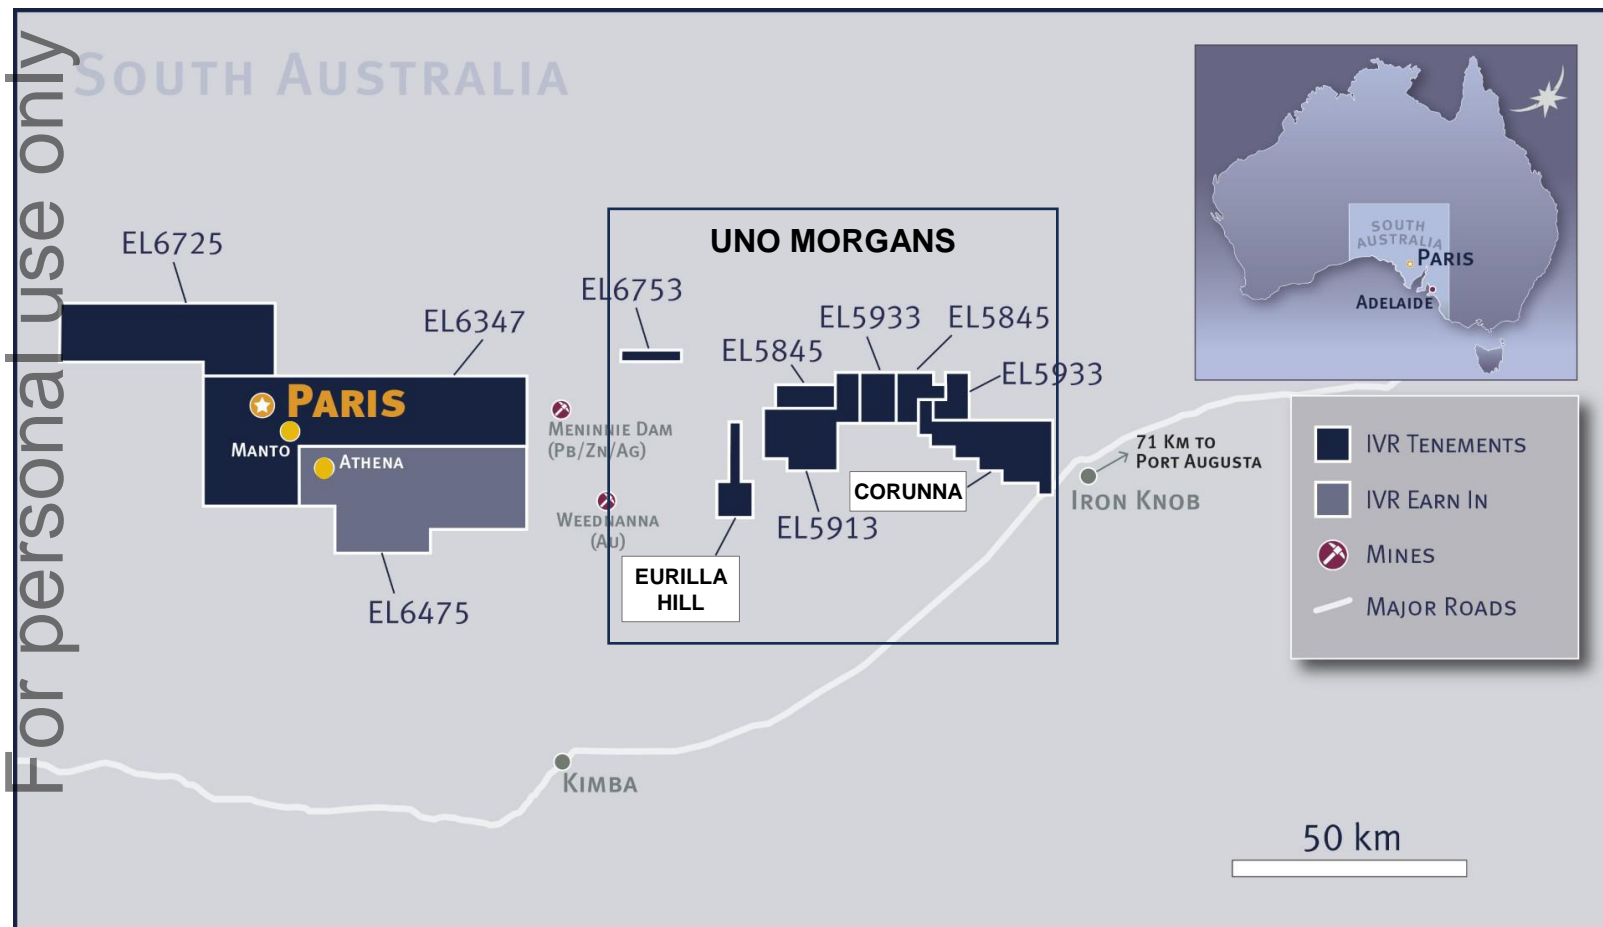 For personal use only
SOUTH AUSTRALIA
SOUTH
AUSTRALIA
PARIS
ADELAIDE
UNO MORGANS
EL6725
EL6753
EL6347
EL5933
EL5845
EL5845
EL5933
PARIS
MANTO
ATHENA
MENINNIE DAM
(PB/ZN/AG)
WEEDNANNA
(AU)
CORUNNA
EL5913
EURILLA
HILL
EL6475
71 KM TO
PORT AUGUSTA
IRON KNOB
KIMBA
IVR TENEMENTS
IVR EARN IN
MINES
MAJOR ROADS
50 km